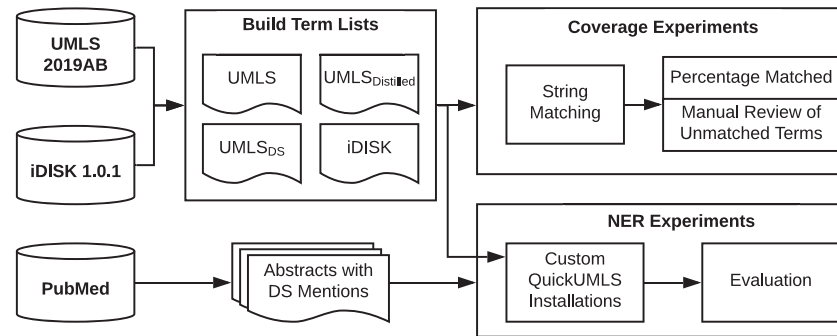 UMLS
2019AB
iDISK 1.0.1
PubMed
Build Term Lists
UMLS
UMLSDistilled
UMLSDS
iDISK
Abstracts with
DS Mentions
Coverage Experiments
String
Matching
Percentage Matched
Manual Review of
Unmatched Terms
NER Experiments
Custom
QuickUMLS
Installations
Evaluation